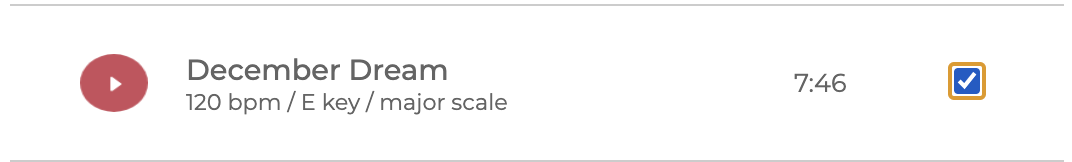 December Dream
120 bpm / E key / major scale
7:46